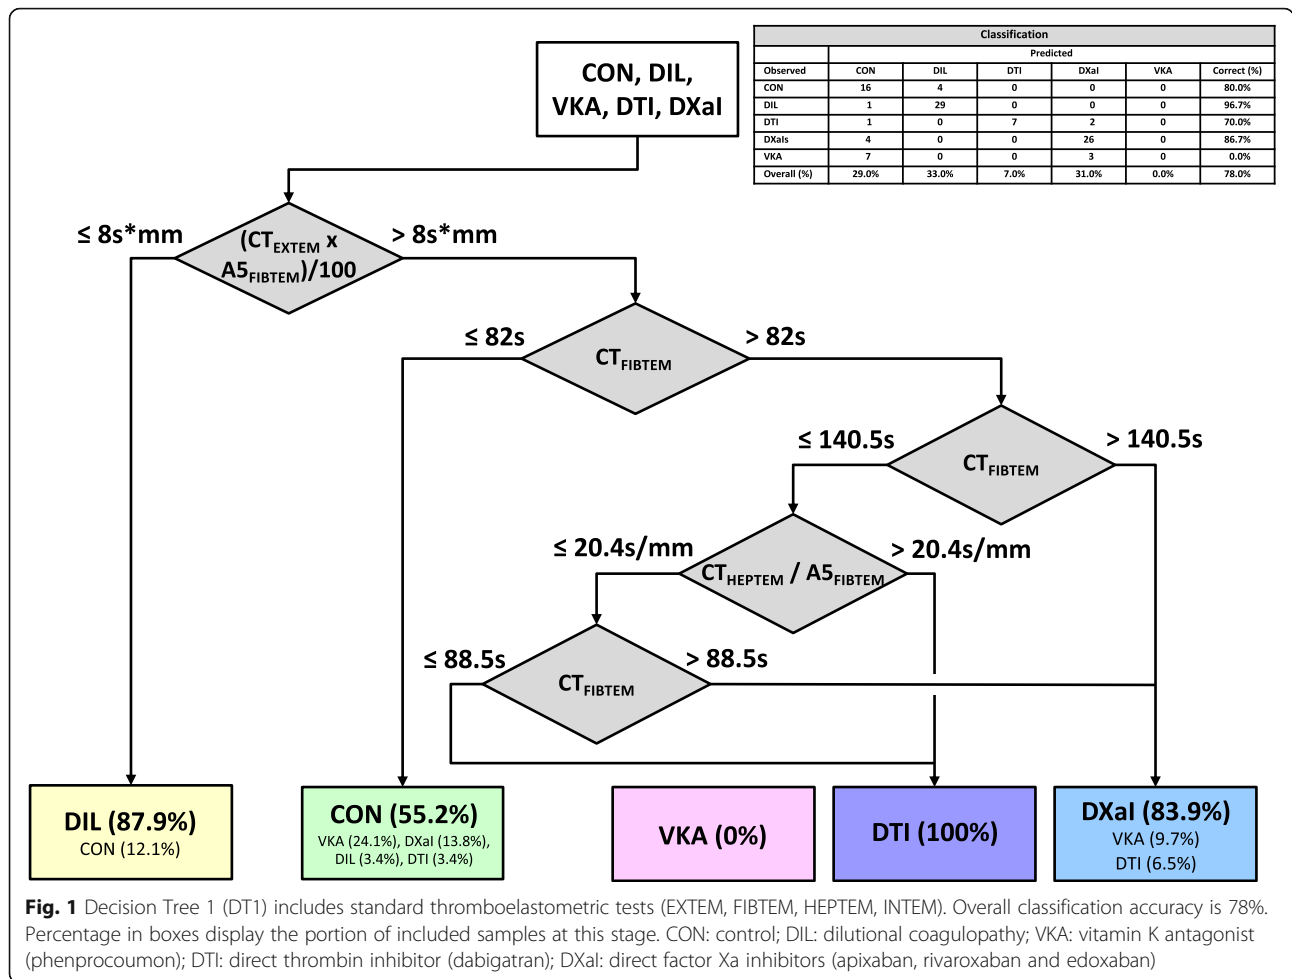 CON, DIL,
VKA, DTI, DXaI
Classification
Predicted
Observed CON DIL DTI DXaI VKA Correct (%)
CON 16 4 0 0 0 80.0%
DIL 1 29 0 0 0 96.7%
DTI 1 0 7 2 0 70.0%
DXaIs 4 0 0 26 0 86.7%
VKA 7 0 0 3 0 0.0%
Overall (%) 29.0% 33.0% 7.0% 31.0% 0.0% 78.0%
≤ 8s*mm
(CTEXTEM x
A5FIBTEM)/100
> 8s*mm
≤ 82s
CTFIBTEM
> 82s
≤ 140.5s
CTFIBTEM
> 140.5s
≤ 20.4s/mm
CTHEPTEM / A5FIBTEM
> 20.4s/mm
≤ 88.5s
CTFIBTEM
> 88.5s
DIL (87.9%)
CON (12.1%)
CON (55.2%)
VKA (24.1%), DXaI (13.8%),
DIL (3.4%), DTI (3.4%)
VKA (0%)
DTI (100%)
DXaI (83.9%)
VKA (9.7%)
DTI (6.5%)
Fig. 1 Decision Tree 1 (DT1) includes standard thromboelastometric tests (EXTEM, FIBTEM, HEPTEM, INTEM). Overall classification accuracy is 78%.
Percentage in boxes display the portion of included samples at this stage. CON: control; DIL: dilutional coagulopathy; VKA: vitamin K antagonist
(phenprocoumon); DTI: direct thrombin inhibitor (dabigatran); DXaI: direct factor Xa inhibitors (apixaban, rivaroxaban and edoxaban)